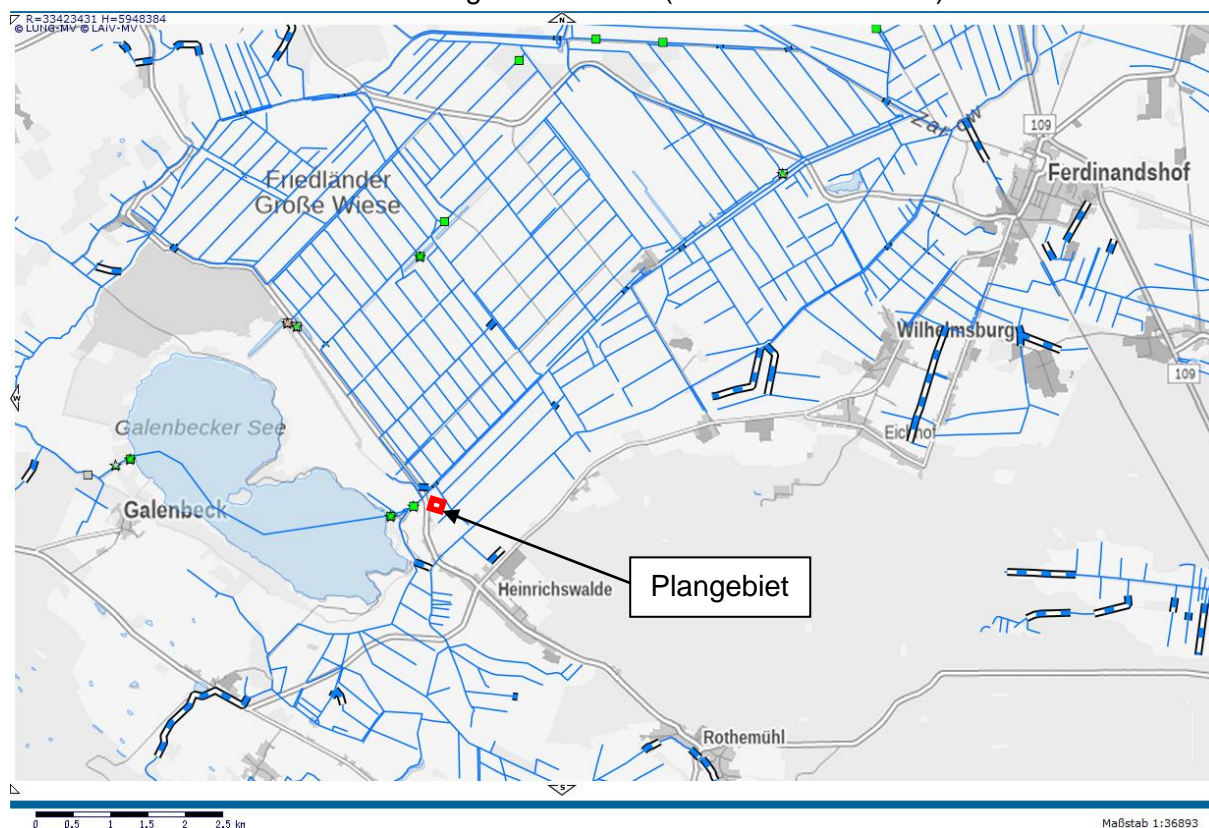 R=33423431 H=5948384
© LUNG-MV © LAiV-MV
N
109
Zarow
Ferdinandshof
Friedländer
Große Wiese
Wilhelmsburg
109
W
Galenbecker See
Eichhof
Galenbeck
Plangebiet
Heinrichswalde
Rothemühl
S
0 0.5 1 1.5 2 2.5 km
Maßstab 1:36893